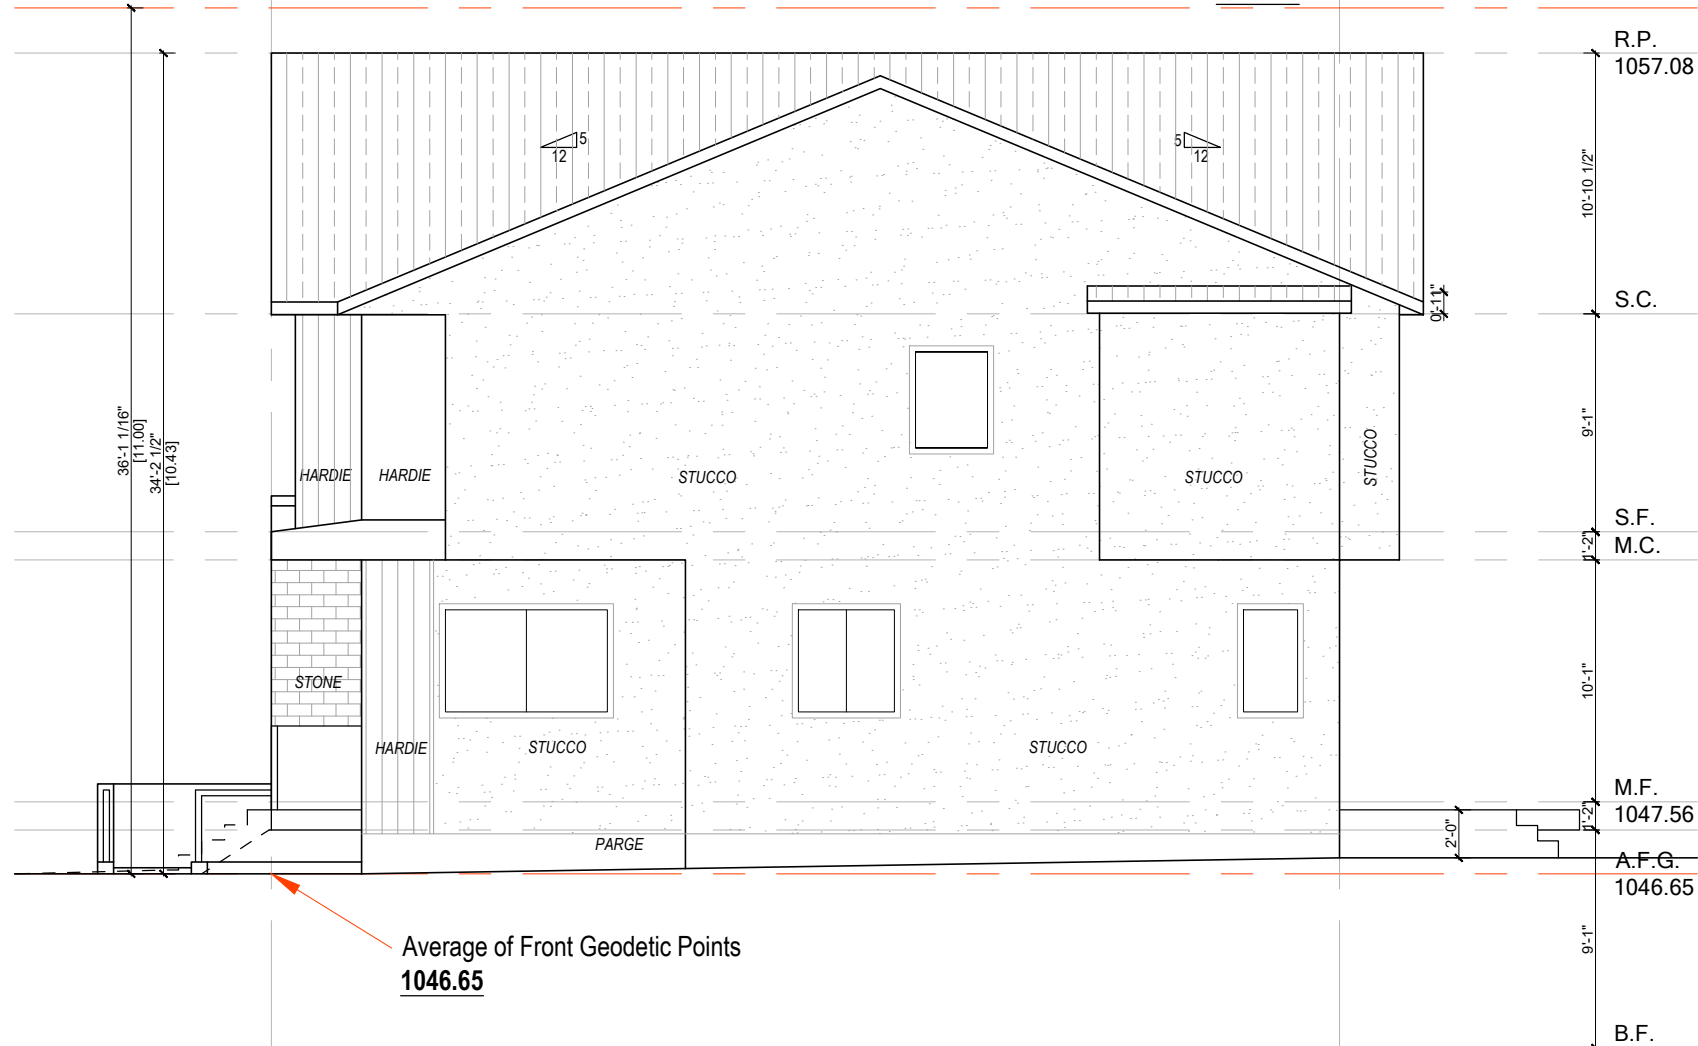 R.P.
1057.08
5
12
5
12
10'-10 1/2"
S.C.
0'-11"
36'-1 1/16"
[11.00]
34'-2 1/2"
[10.43]
9'-1"
HARDIE
HARDIE
STUCCO
STUCCO
STUCCO
S.F.
1'-2"
M.C.
STONE
10'-1"
HARDIE
STUCCO
STUCCO
M.F.
1047.56
1'-2"
2'-0"
PARGE
A.F.G.
1046.65
Average of Front Geodetic Points
1046.65
9'-1"
B.F.